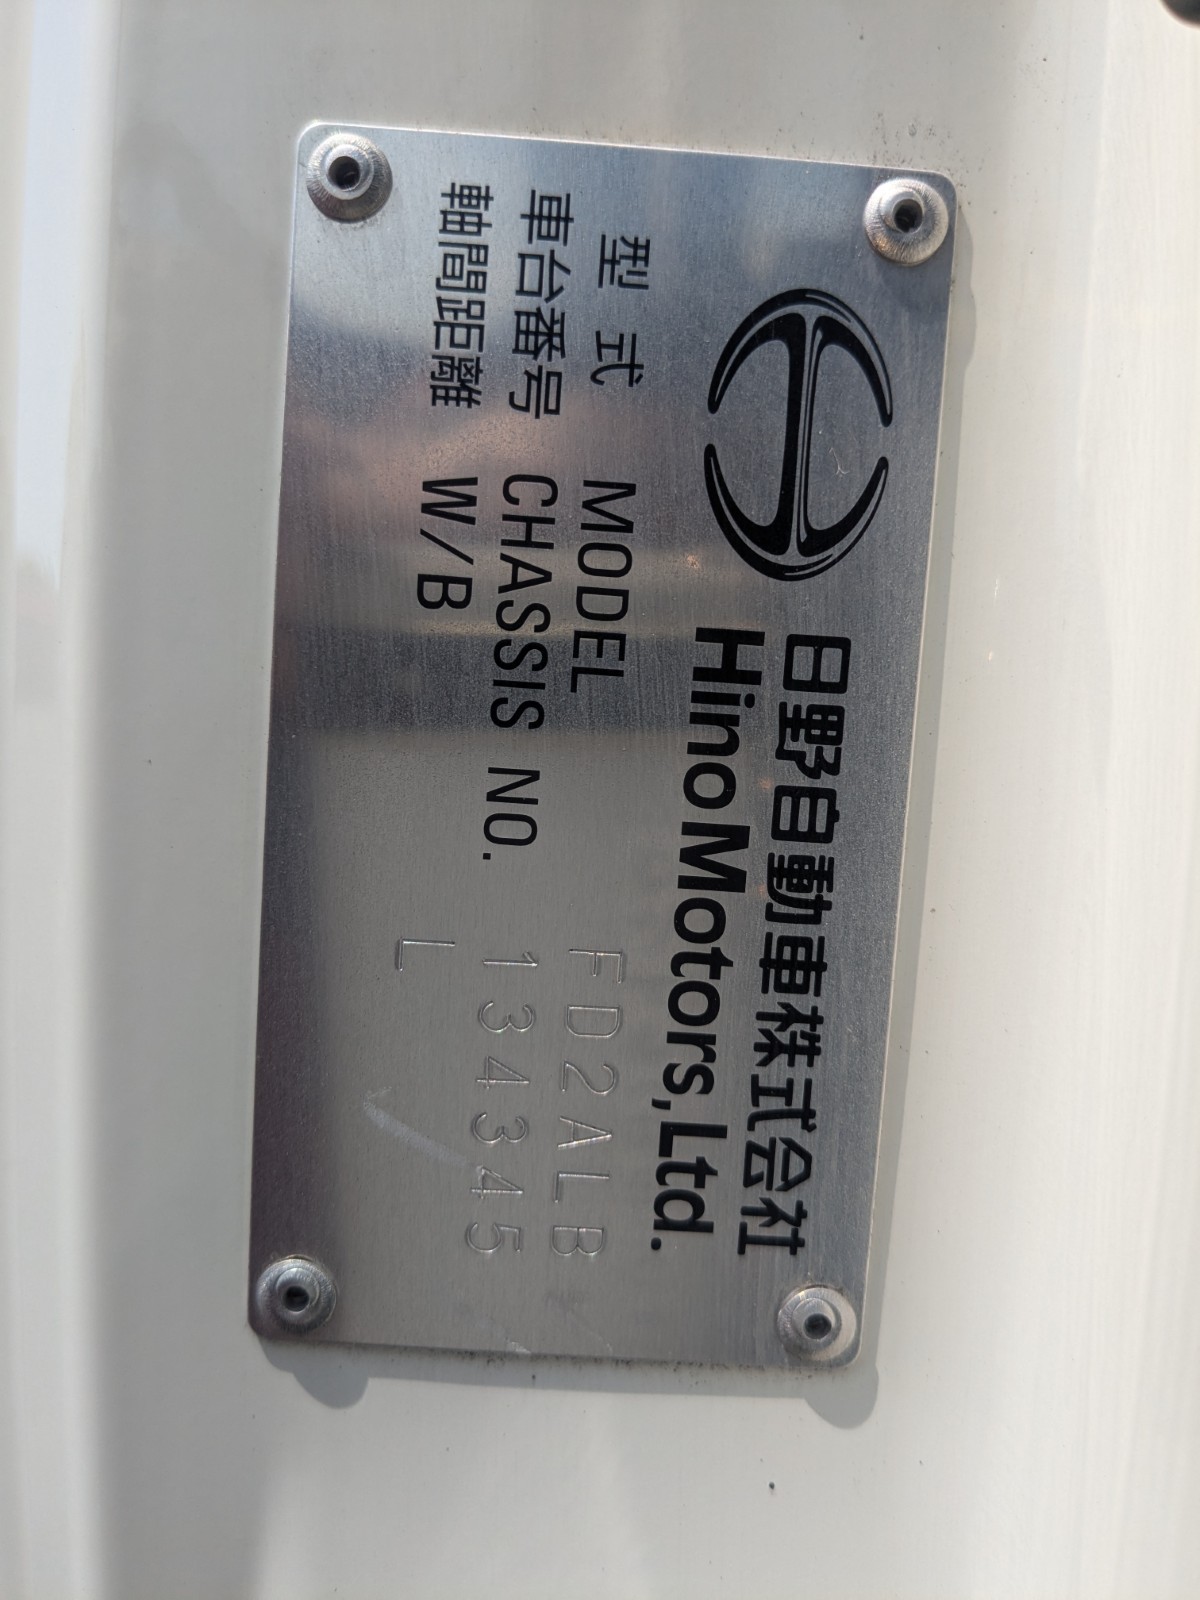 日野自動車株式会社
Hino Motors, Ltd.
型式 MODEL FD2ALB
車台番号 CHASSIS NO. 134345
軸間距離 W/B L